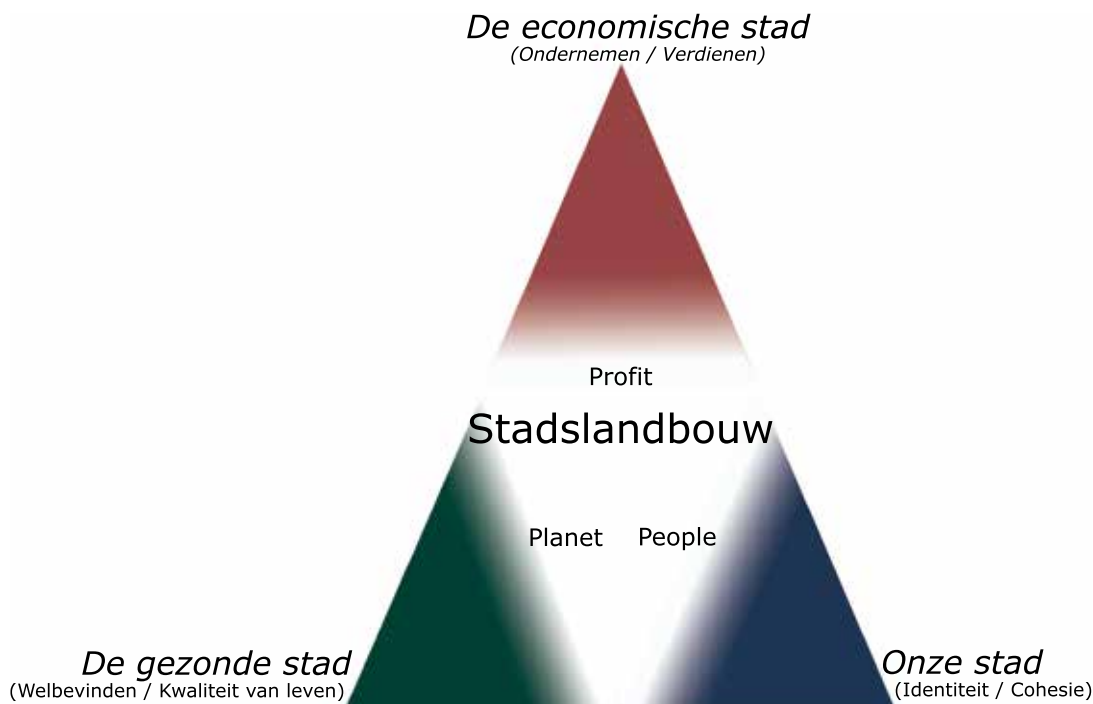 De economische stad
(Ondernemen / Verdienen)
Profit
Stadslandbouw
Planet People
De gezonde stad
(Welbevinden / Kwaliteit van leven)
Onze stad
(Identiteit / Cohesie)